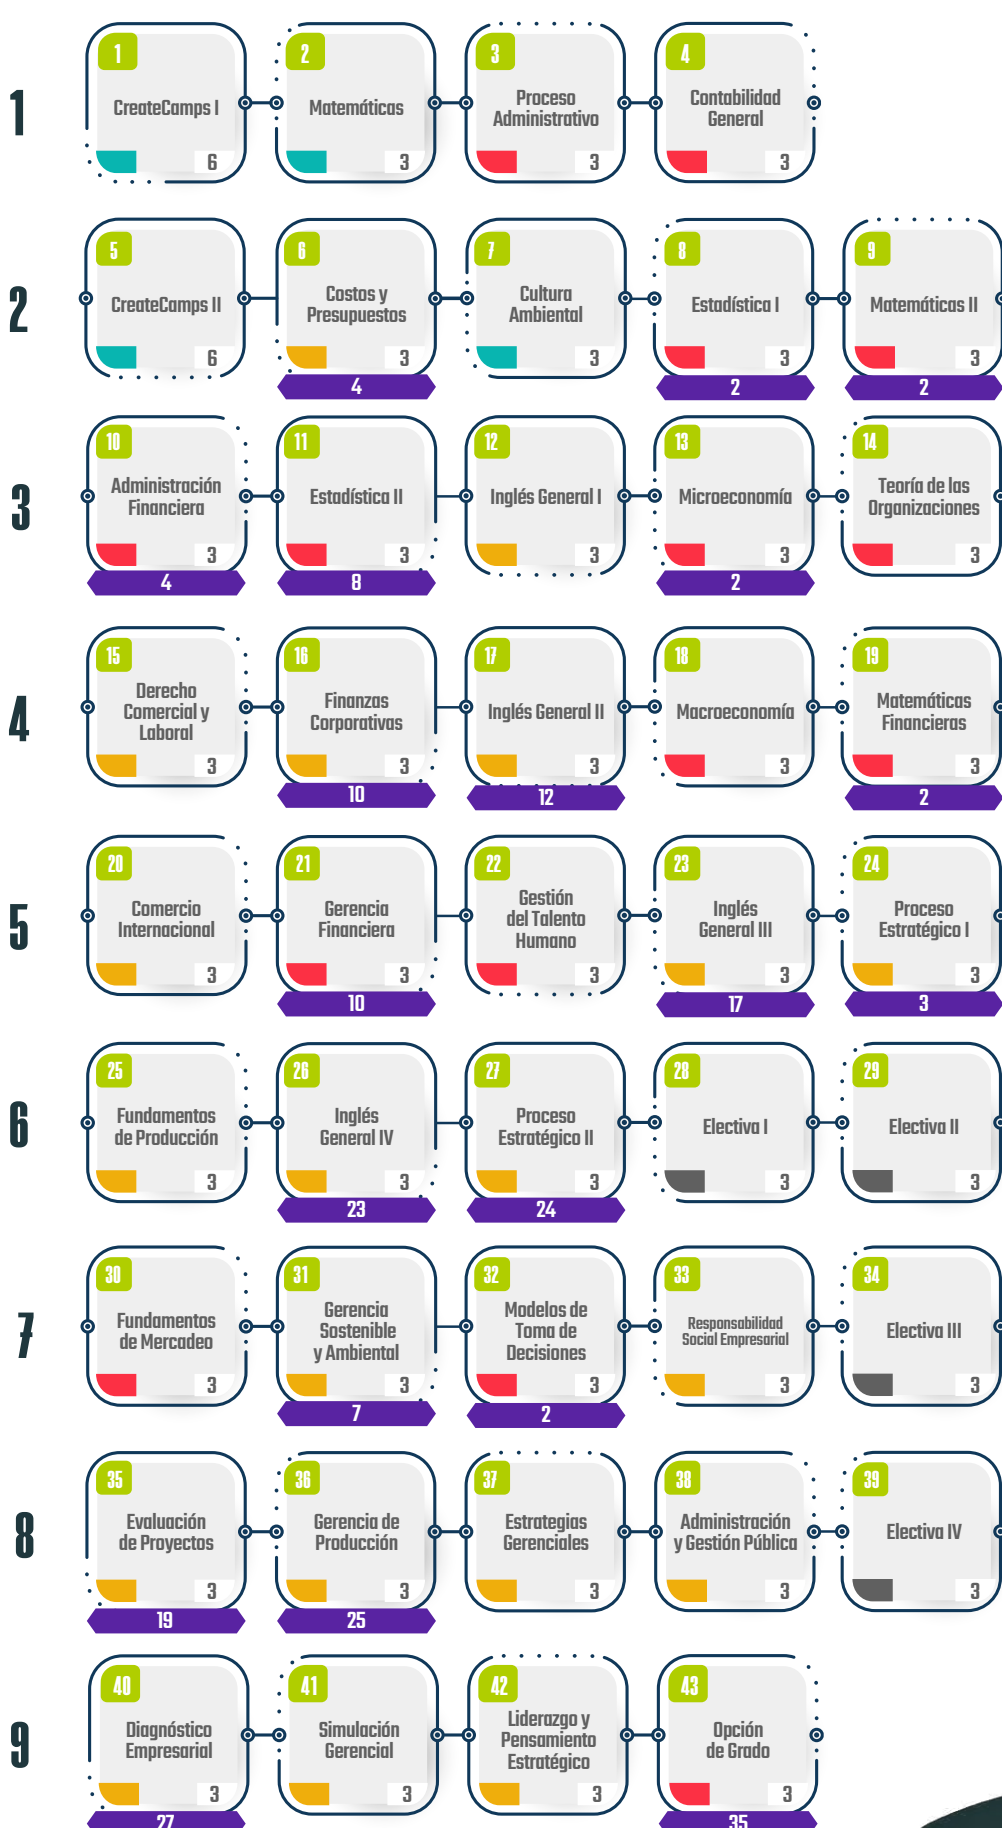 1
1
CreateCamps I
6
2
Matemáticas
3
3
Proceso
Administrativo
3
4
Contabilidad
General
3
2
5
CreateCamps II
6
6
Costos y
Presupuestos
3
4
7
Cultura
Ambiental
3
8
Estadística I
3
2
9
Matemáticas II
3
2
3
10
Administración
Financiera
3
4
11
Estadística II
3
8
12
Inglés General I
3
13
Microeconomía
3
2
14
Teoría de las
Organizaciones
3
4
15
Derecho
Comercial y
Laboral
3
16
Finanzas
Corporativas
3
10
17
Inglés General II
3
12
18
Macroeconomía
3
19
Matemáticas
Financieras
3
2
5
20
Comercio
Internacional
3
21
Gerencia
Financiera
3
10
22
Gestión
del Talento
Humano
3
23
Inglés
General III
3
17
24
Proceso
Estratégico I
3
3
6
25
Fundamentos
de Producción
3
26
Inglés
General IV
3
23
27
Proceso
Estratégico II
3
24
28
Electiva I
3
29
Electiva II
3
7
30
Fundamentos
de Mercadeo
3
31
Gerencia
Sostenible
y Ambiental
3
7
32
Modelos de
Toma de
Decisiones
3
2
33
Responsabilidad
Social Empresarial
3
34
Electiva III
3
8
35
Evaluación
de Proyectos
3
19
36
Gerencia de
Producción
3
25
37
Estrategias
Gerenciales
3
38
Administración
y Gestión Pública
3
39
Electiva IV
3
9
40
Diagnóstico
Empresarial
3
27
41
Simulación
Gerencial
3
42
Liderazgo y
Pensamiento
Estratégico
3
43
Opción
de Grado
3
35